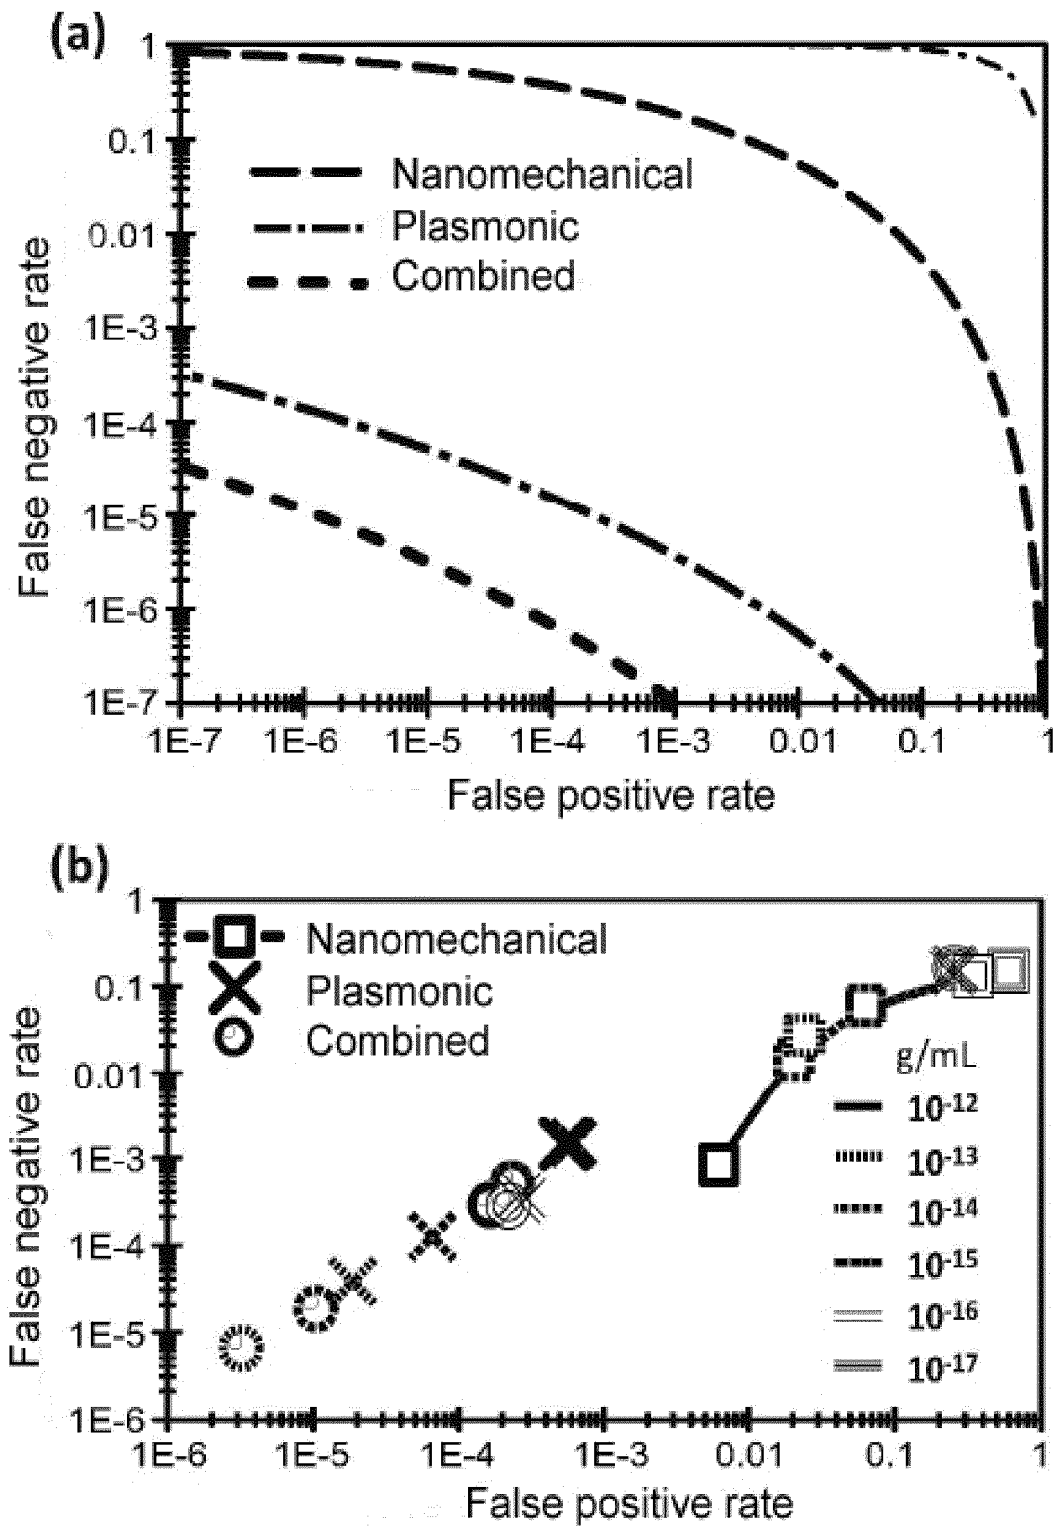 (a)
1
0.1
0.01
1E-3
1E-4
1E-5
1E-6
1E-7
False negative rate
Nanomechanical
Plasmonic
Combined
1E-7 1E-6 1E-5 1E-4 1E-3 0.01 0.1 1
False positive rate
(b)
1
0.1
0.01
1E-3
1E-4
1E-5
1E-6
False negative rate
Nanomechanical
Plasmonic
Combined
g/mL
10-12
10-13
10-14
10-15
10-16
10-17
1E-6 1E-5 1E-4 1E-3 0.01 0.1 1
False positive rate